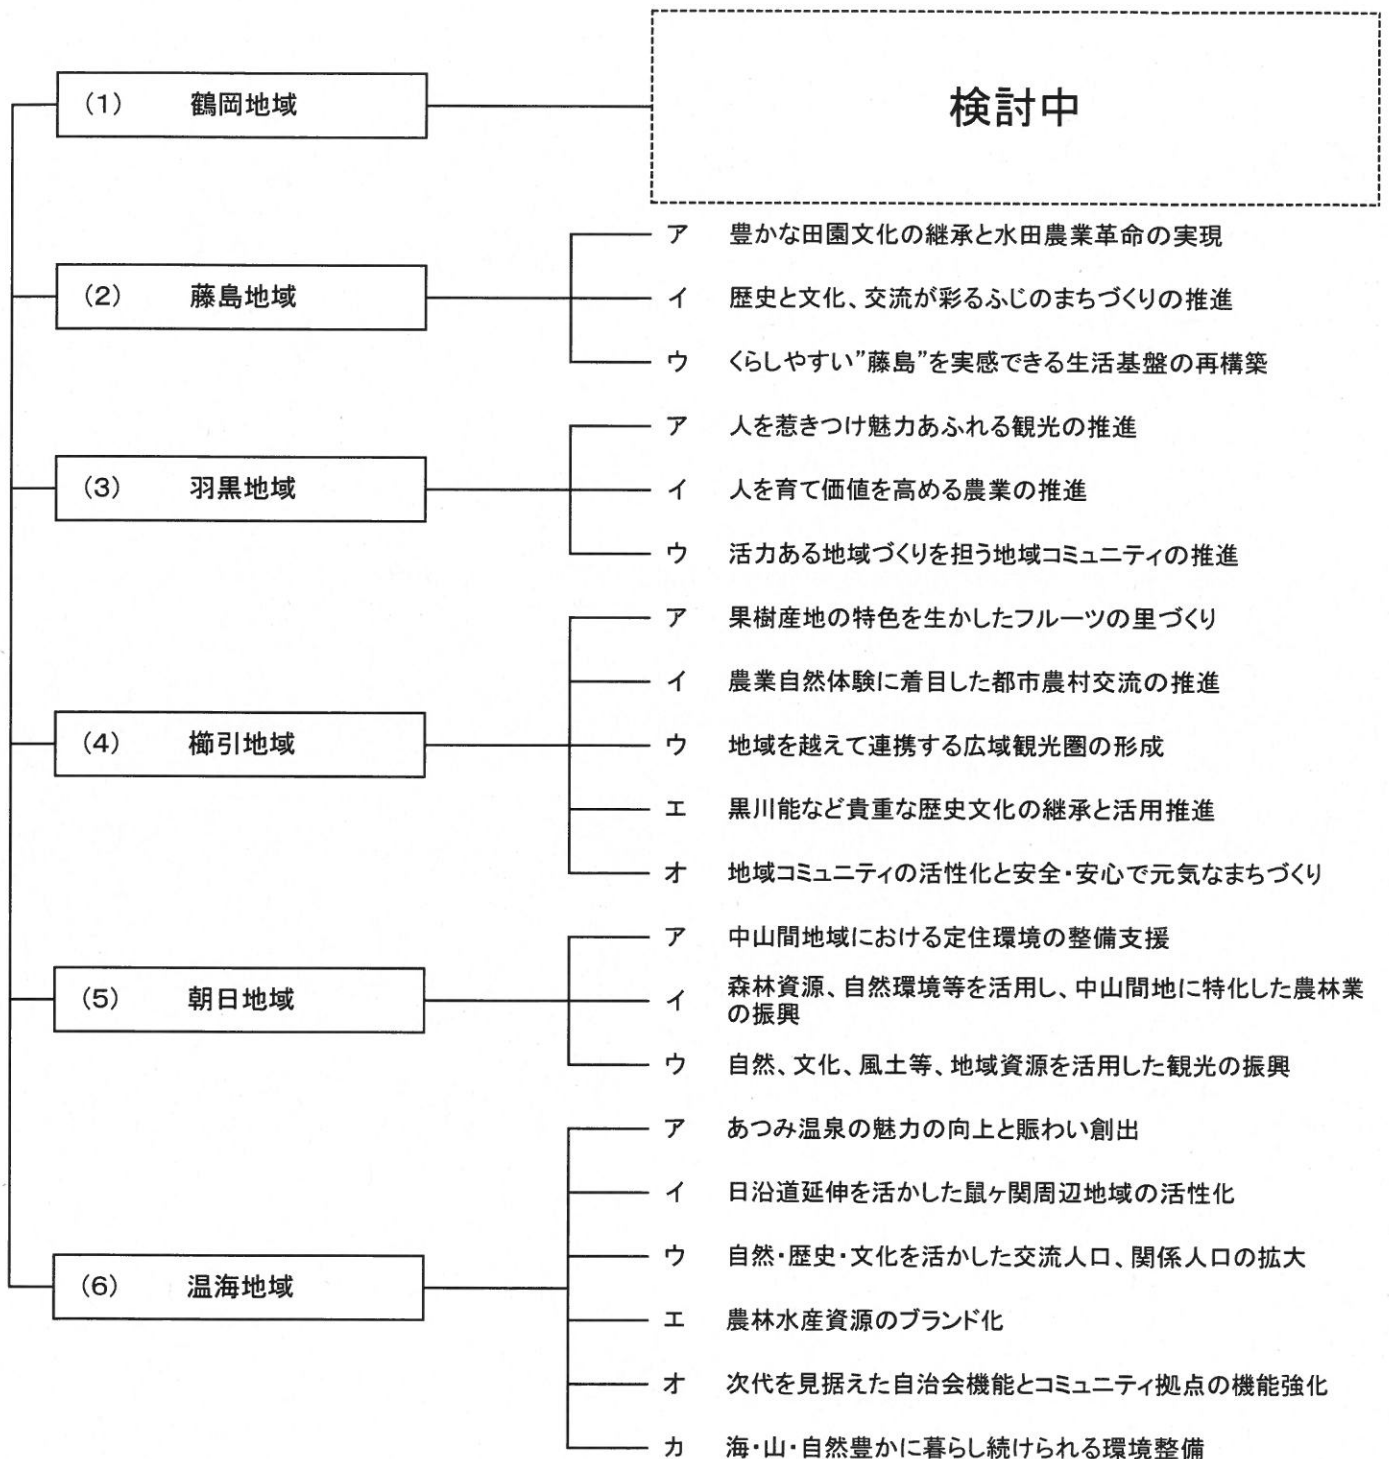 (1) 鶴岡地域
検討中
(2) 藤島地域
ア 豊かな田園文化の継承と水田農業革命の実現
イ 歴史と文化、交流が彩るふじのまちづくりの推進
ウ くらしやすい”藤島”を実感できる生活基盤の再構築
(3) 羽黒地域
ア 人を惹きつけ魅力あふれる観光の推進
イ 人を育て価値を高める農業の推進
ウ 活力ある地域づくりを担う地域コミュニティの推進
(4) 櫛引地域
ア 果樹産地の特色を生かしたフルーツの里づくり
イ 農業自然体験に着目した都市農村交流の推進
ウ 地域を越えて連携する広域観光圏の形成
エ 黒川能など貴重な歴史文化の継承と活用推進
オ 地域コミュニティの活性化と安全・安心で元気なまちづくり
(5) 朝日地域
ア 中山間地域における定住環境の整備支援
イ 森林資源、自然環境等を活用し、中山間地に特化した農林業
の振興
ウ 自然、文化、風土等、地域資源を活用した観光の振興
(6) 温海地域
ア あつみ温泉の魅力の向上と賑わい創出
イ 日沿道延伸を活かした鼠ヶ関周辺地域の活性化
ウ 自然・歴史・文化を活かした交流人口、関係人口の拡大
エ 農林水産資源のブランド化
オ 次代を見据えた自治会機能とコミュニティ拠点の機能強化
カ 海・山・自然豊かに暮らし続けられる環境整備